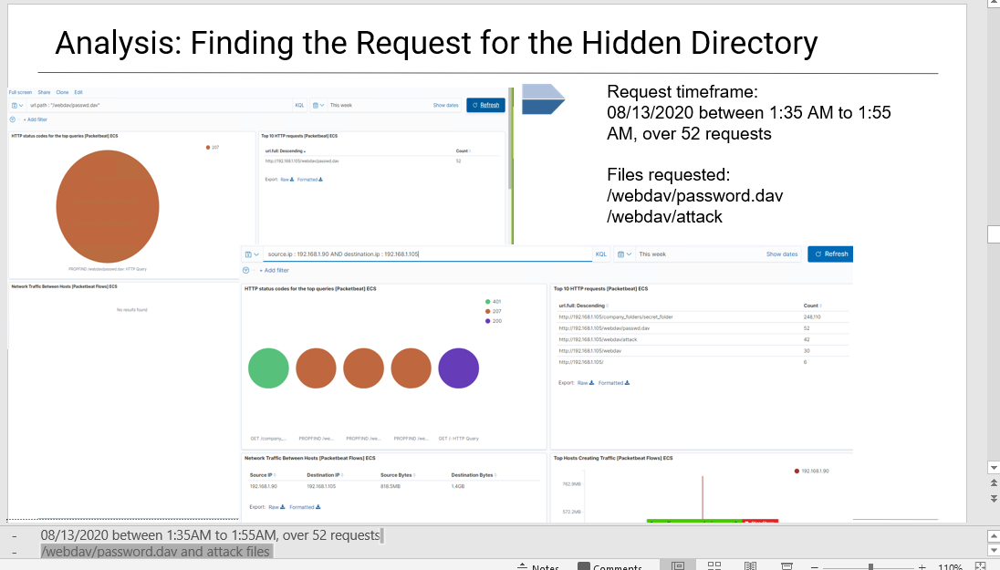 Analysis: Finding the Request for the Hidden Directory
Full screen Share Clone Edit
url.path : "/webdav/passwd.dav"
KQL This week Show dates Refresh
+ Add filter
HTTP status codes for the top queries [Packetbeat] ECS
207
PROPFIND /webdav/passwd.dav: HTTP Query
Top 10 HTTP requests [Packetbeat] ECS
url.full: Descending Count
http://192.168.1.105/webdav/passwd.dav 52
Export: Raw Formatted
Network Traffic Between Hosts [Packetbeat Flows] ECS
No results found
Request timeframe:
08/13/2020 between 1:35 AM to 1:55
AM, over 52 requests
Files requested:
/webdav/password.dav
/webdav/attack
source.ip : 192.168.1.90 AND destination.ip : 192.168.1.105
KQL This week Show dates Refresh
+ Add filter
HTTP status codes for the top queries [Packetbeat] ECS
401
207
200
GET /company_... PROPFIND /we... PROPFIND /we... PROPFIND /we... GET /: HTTP Query
Top 10 HTTP requests [Packetbeat] ECS
url.full: Descending Count
http://192.168.1.105/company_folders/secret_folder 248,110
http://192.168.1.105/webdav/passwd.dav 52
http://192.168.1.105/webdav/attack 42
http://192.168.1.105/webdav 30
http://192.168.1.105/ 6
Export: Raw Formatted
Network Traffic Between Hosts [Packetbeat Flows] ECS
Source IP Destination IP Source Bytes Destination Bytes
192.168.1.90 192.168.1.105 818.5MB 1.4GB
Export: Raw Formatted
Top Hosts Creating Traffic [Packetbeat Flows] ECS
192.168.1.90
762.9MB
572.2MB
- 08/13/2020 between 1:35AM to 1:55AM, over 52 requests
- /webdav/password.dav and attack files
Notes Comments 110%